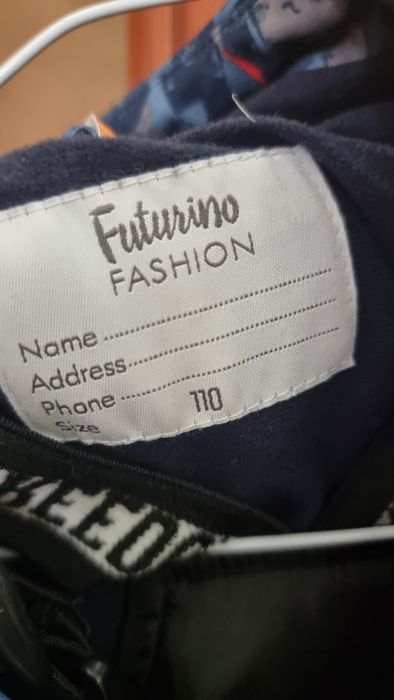 Futurino
FASHION
Name
Address
Phone
Size 110